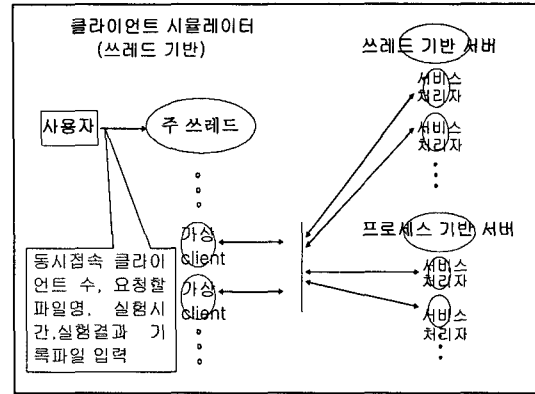 클라이언트 시뮬레이터
(쓰레드 기반)
쓰레드 기반 서버
서비스
처리자
서비스
처리자
사용자
주 쓰레드
프로세스 기반 서버
서비스
처리자
서비스
처리자
가상
client
가상
client
동시접속 클라이
언트 수, 요청할
파일명, 실험시
간,실험결과 기
록파일 입력